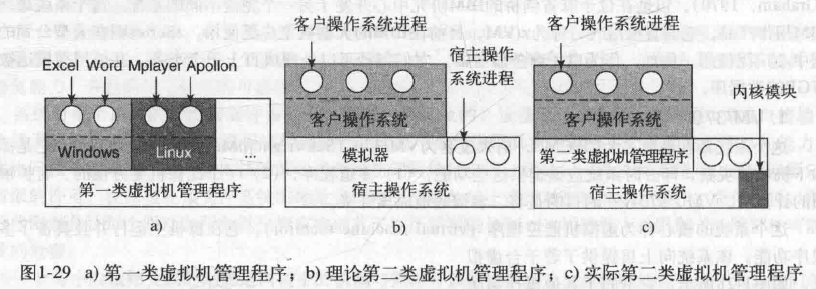 客户操作系统进程
客户操作系统进程
宿主操作
系统进程
Excel Word Mplayer Apollon
内核模块
客户操作系统
客户操作系统
Windows
Linux
模拟器
第二类虚拟机管理程序
第一类虚拟机管理程序
宿主操作系统
宿主操作系统
a)
b)
c)
图1-29 a) 第一类虚拟机管理程序；b) 理论第二类虚拟机管理程序；c) 实际第二类虚拟机管理程序